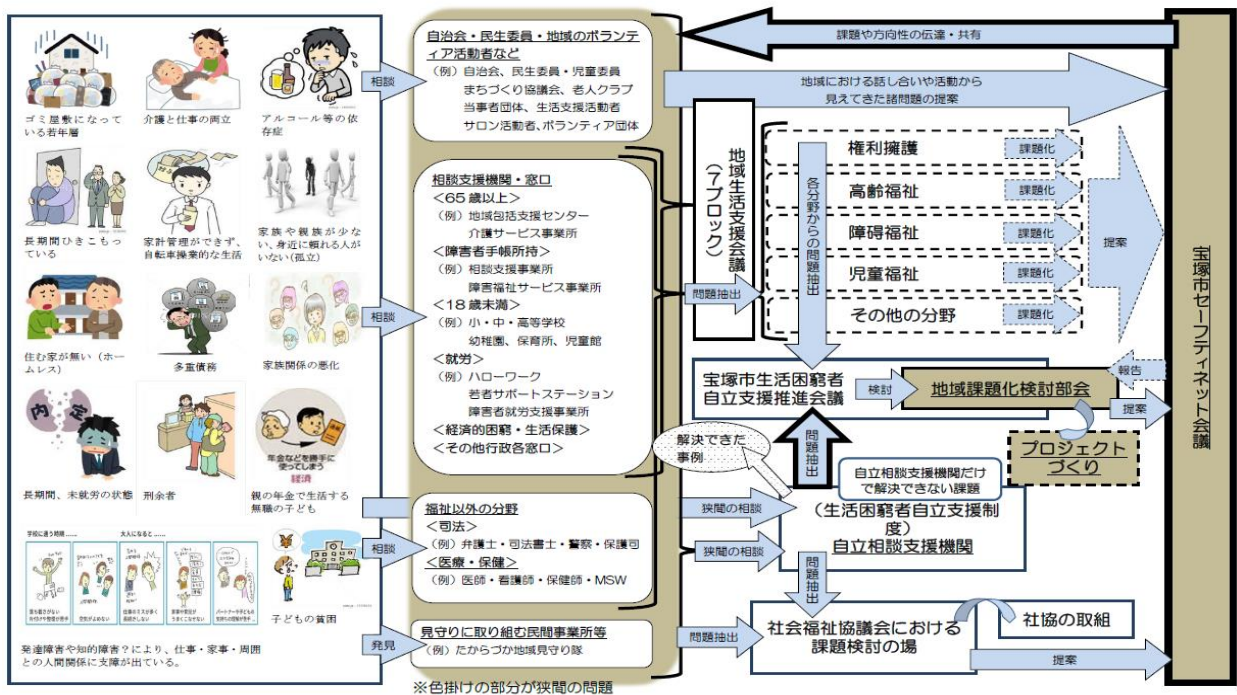 ゴミ屋敷になって
いる若年層
介護と仕事の両立
アルコール等の依
存症
長期間ひきこもっ
ている
家計管理ができず、
自転車操業的な生活
家族や親族が少な
い、身近に頼れる人が
いない(孤立)
住む家が無い(ホー
ムレス)
多重債務
家族関係の悪化
内定
年金などを勝手に
使ってしまう
経済
長期間、未就労の状態
刑余者
親の年金で生活する
無職の子ども
学校に通う時期……
大人になると……
子どもの貧困
発達障害や知的障害?により、仕事・家事・周囲
との人間関係に支障が出ている。
相談
相談
相談
発見
自治会・民生委員・地域のボランテ
ィア活動者など
(例)自治会、民生委員・児童委員
まちづくり協議会、老人クラブ
当事者団体、生活支援活動者
サロン活動者、ボランティア団体
相談支援機関・窓口
<65歳以上>
(例)地域包括支援センター
介護サービス事業所
<障害者手帳所持>
(例)相談支援事業所
障害福祉サービス事業所
<18歳未満>
(例)小・中・高等学校
幼稚園、保育所、児童館
<就労>
(例)ハローワーク
若者サポートステーション
障害者就労支援事業所
<経済的困窮・生活保護>
<その他行政各窓口>
福祉以外の分野
<司法>
(例)弁護士・司法書士・警察・保護司
<医療・保健>
(例)医師・看護師・保健師・MSW
見守りに取り組む民間事業所等
(例)たからづか地域見守り隊
※色掛けの部分が狭間の問題
課題や方向性の伝達・共有
地域における話し合いや活動から
見えてきた諸問題の提案
地域生活支援会議
(7ブロック)
問題抽出
各分野からの問題抽出
権利擁護
課題化
高齢福祉
課題化
障碍福祉
課題化
児童福祉
課題化
その他の分野
課題化
提案
宝塚市生活困窮者
自立支援推進会議
検討
地域課題化検討部会
報告
提案
プロジェクト
づくり
解決できた
事例
問題抽出
自立相談支援機関だけ
で解決できない課題
狭間の相談
狭間の相談
(生活困窮者自立支援制
度)
自立相談支援機関
問題抽出
問題抽出
社会福祉協議会における
課題検討の場
社協の取組
提案
宝塚市セーフティネット会議